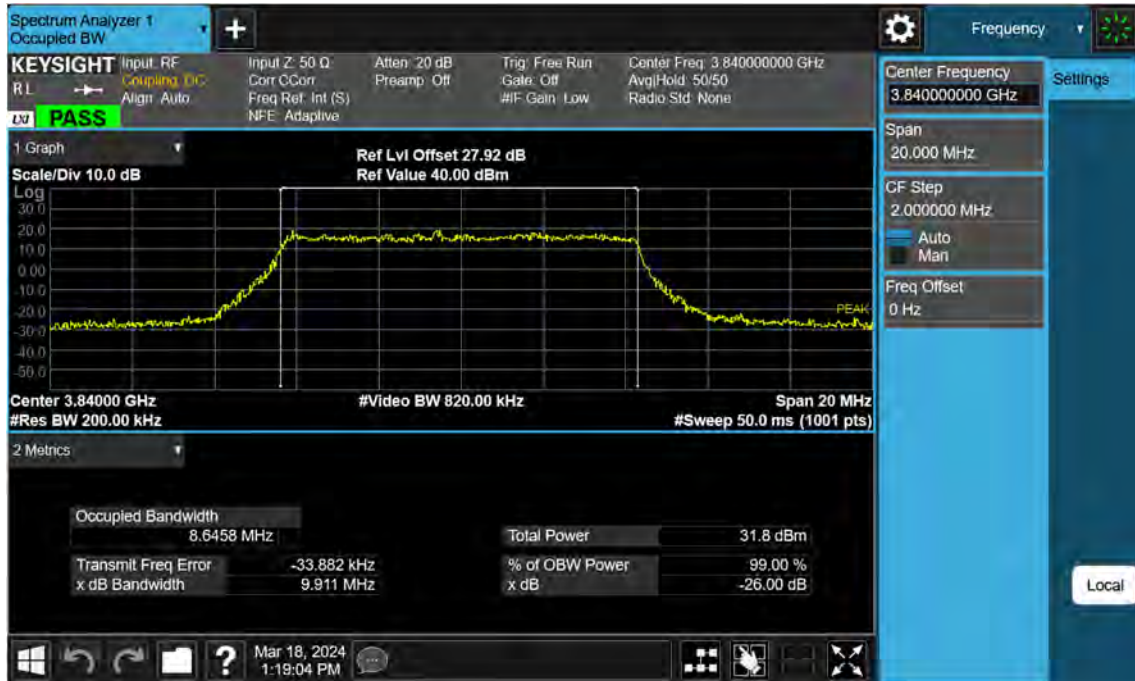 Spectrum Analyzer 1
Occupied BW
+
Frequency
KEYSIGHT Input: RF Input Z: 50 Ω Atten: 20 dB Trig: Free Run Center Freq: 3.840000000 GHz
RL Coupling: DC Corr CCorr Preamp: Off Gate: Off Avg|Hold: 50/50
Align: Auto Freq Ref: Int (S) #IF Gain: Low Radio Std: None
LXI PASS NFE: Adaptive
Center Frequency
3.840000000 GHz
Settings
Span
20.000 MHz
CF Step
2.000000 MHz
Auto
Man
Freq Offset
0 Hz
Local
1 Graph
Ref Lvl Offset 27.92 dB
Scale/Div 10.0 dB Ref Value 40.00 dBm
Log
30.0
20.0
10.0
0.00
-10.0
-20.0
PEAK
-30.0
-40.0
-50.0
Center 3.84000 GHz #Video BW 820.00 kHz Span 20 MHz
#Res BW 200.00 kHz #Sweep 50.0 ms (1001 pts)
2 Metrics
Occupied Bandwidth
8.6458 MHz Total Power 31.8 dBm
Transmit Freq Error -33.882 kHz % of OBW Power 99.00 %
x dB Bandwidth 9.911 MHz x dB -26.00 dB
? Mar 18, 2024
1:19:04 PM